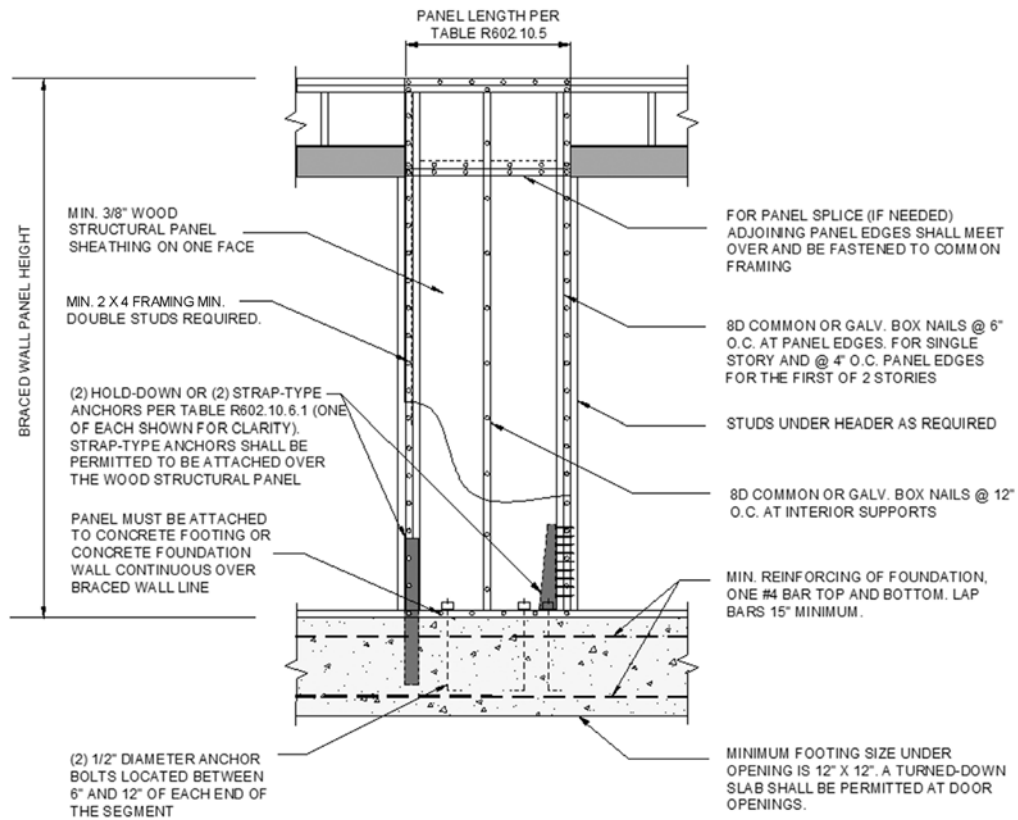 PANEL LENGTH PER
TABLE R602.10.5
BRACED WALL PANEL HEIGHT
MIN. 3/8" WOOD
STRUCTURAL PANEL
SHEATHING ON ONE FACE
MIN. 2 X 4 FRAMING MIN.
DOUBLE STUDS REQUIRED.
(2) HOLD-DOWN OR (2) STRAP-TYPE
ANCHORS PER TABLE R602.10.6.1 (ONE
OF EACH SHOWN FOR CLARITY).
STRAP-TYPE ANCHORS SHALL BE
PERMITTED TO BE ATTACHED OVER
THE WOOD STRUCTURAL PANEL
PANEL MUST BE ATTACHED
TO CONCRETE FOOTING OR
CONCRETE FOUNDATION
WALL CONTINUOUS OVER
BRACED WALL LINE
(2) 1/2" DIAMETER ANCHOR
BOLTS LOCATED BETWEEN
6" AND 12" OF EACH END OF
THE SEGMENT
FOR PANEL SPLICE (IF NEEDED)
ADJOINING PANEL EDGES SHALL MEET
OVER AND BE FASTENED TO COMMON
FRAMING
8D COMMON OR GALV. BOX NAILS @ 6"
O.C. AT PANEL EDGES. FOR SINGLE
STORY AND @ 4" O.C. PANEL EDGES
FOR THE FIRST OF 2 STORIES
STUDS UNDER HEADER AS REQUIRED
8D COMMON OR GALV. BOX NAILS @ 12"
O.C. AT INTERIOR SUPPORTS
MIN. REINFORCING OF FOUNDATION,
ONE #4 BAR TOP AND BOTTOM. LAP
BARS 15" MINIMUM.
MINIMUM FOOTING SIZE UNDER
OPENING IS 12" X 12". A TURNED-DOWN
SLAB SHALL BE PERMITTED AT DOOR
OPENINGS.